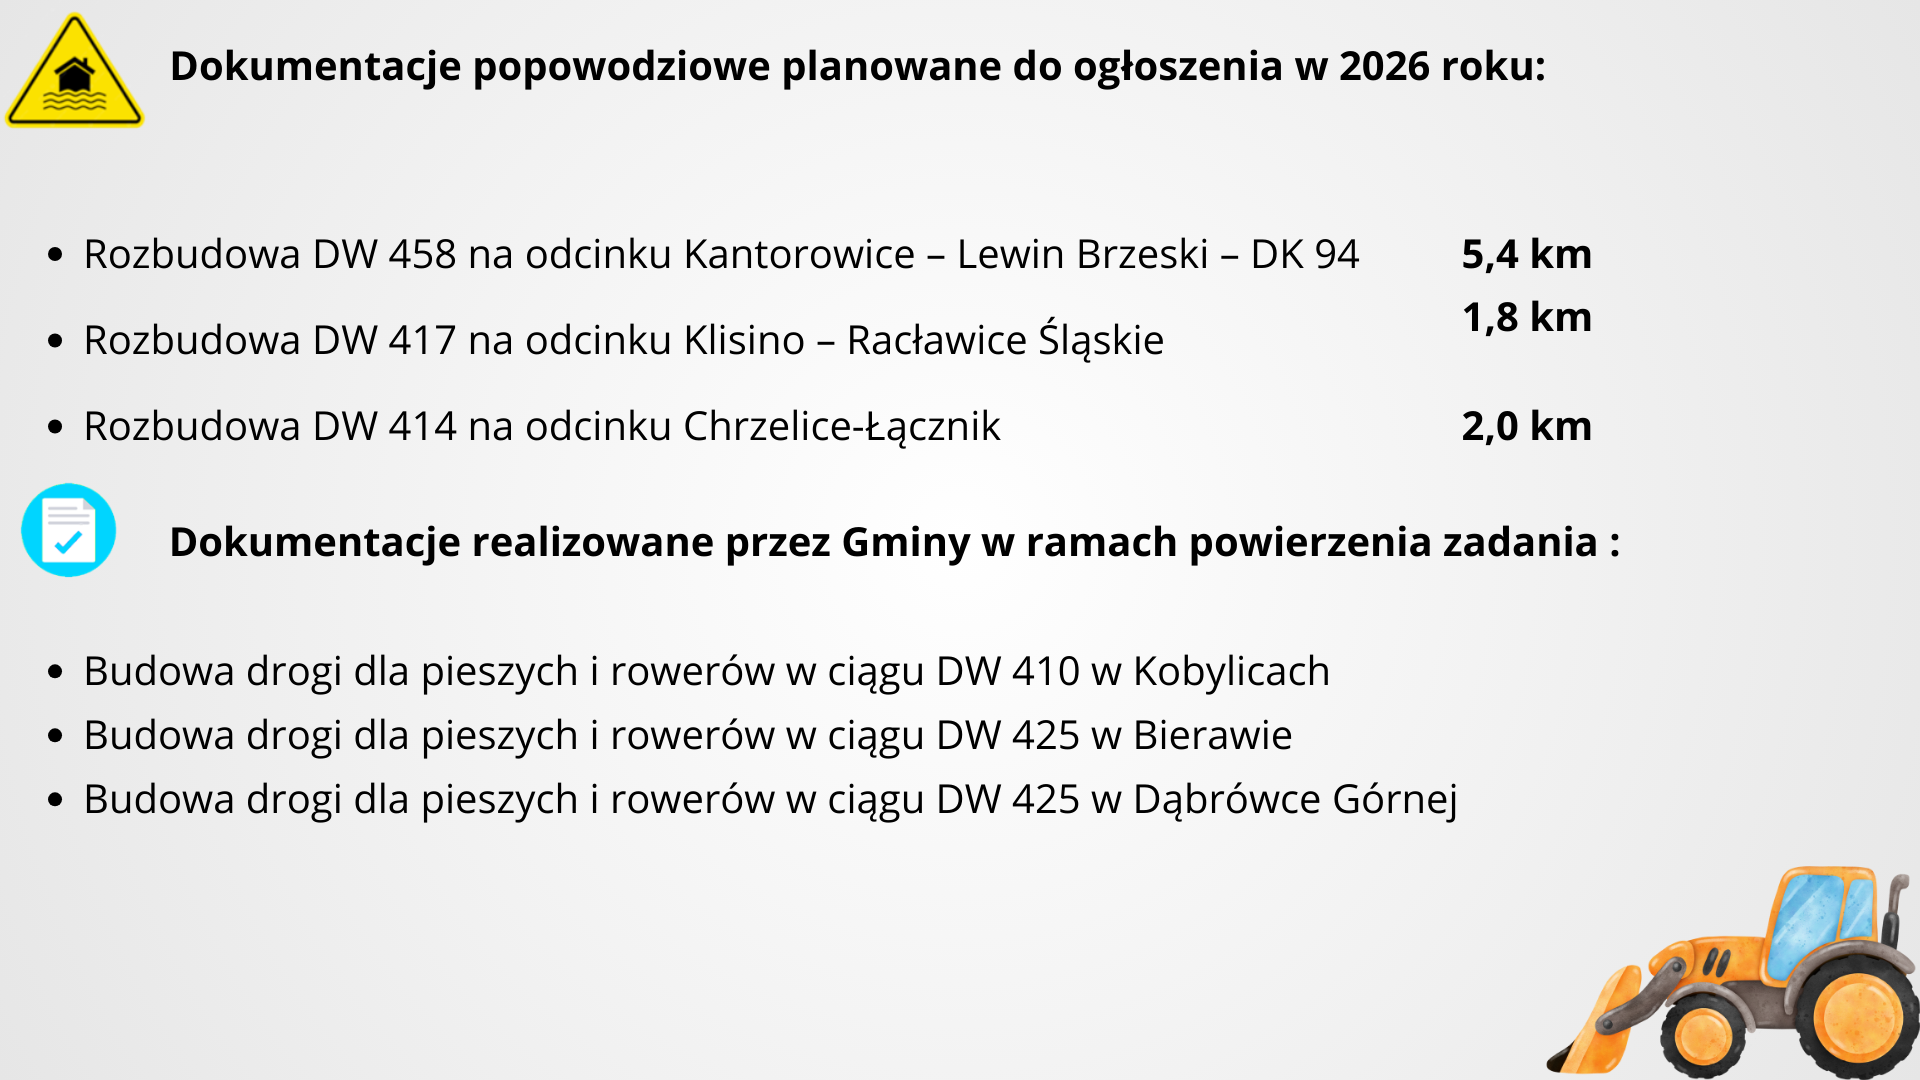 Dokumentacje popowodziowe planowane do ogłoszenia w 2026 roku:
• Rozbudowa DW 458 na odcinku Kantorowice – Lewin Brzeski – DK 94 5,4 km
• Rozbudowa DW 417 na odcinku Klisino – Racławice Śląskie 1,8 km
• Rozbudowa DW 414 na odcinku Chrzelice-Łącznik 2,0 km
Dokumentacje realizowane przez Gminy w ramach powierzenia zadania :
• Budowa drogi dla pieszych i rowerów w ciągu DW 410 w Kobylicach
• Budowa drogi dla pieszych i rowerów w ciągu DW 425 w Bierawie
• Budowa drogi dla pieszych i rowerów w ciągu DW 425 w Dąbrówce Górnej